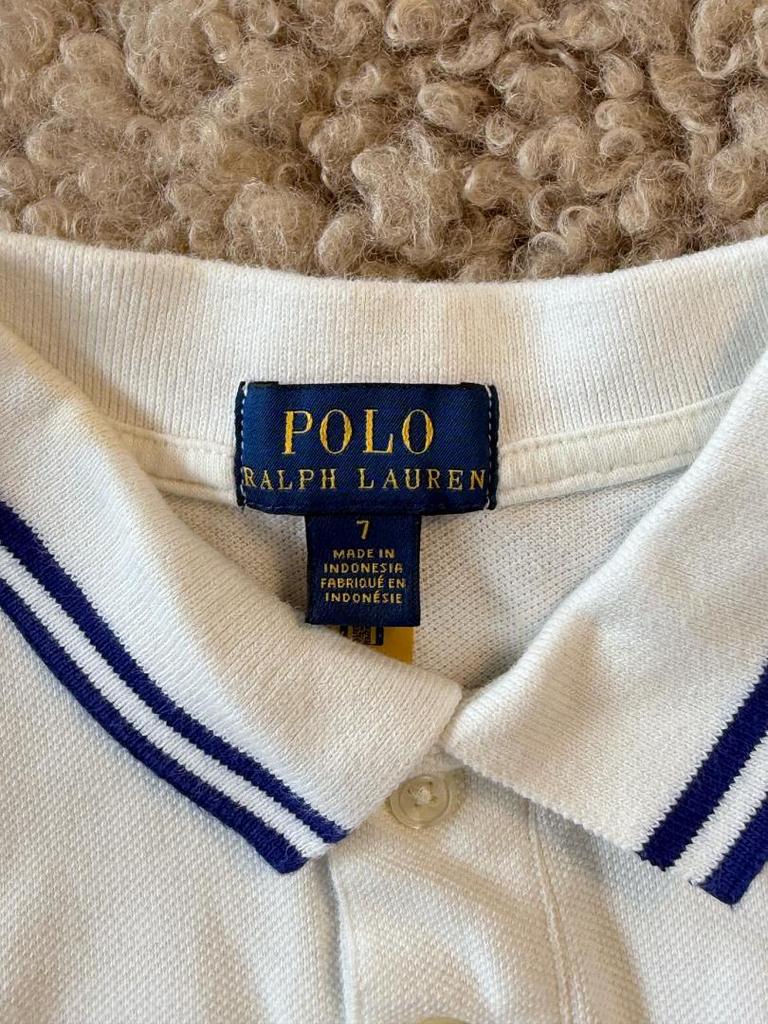 POLO
RALPH LAUREN
7
MADE IN
INDONESIA
FABRIQUÉ EN
INDONÉSIE